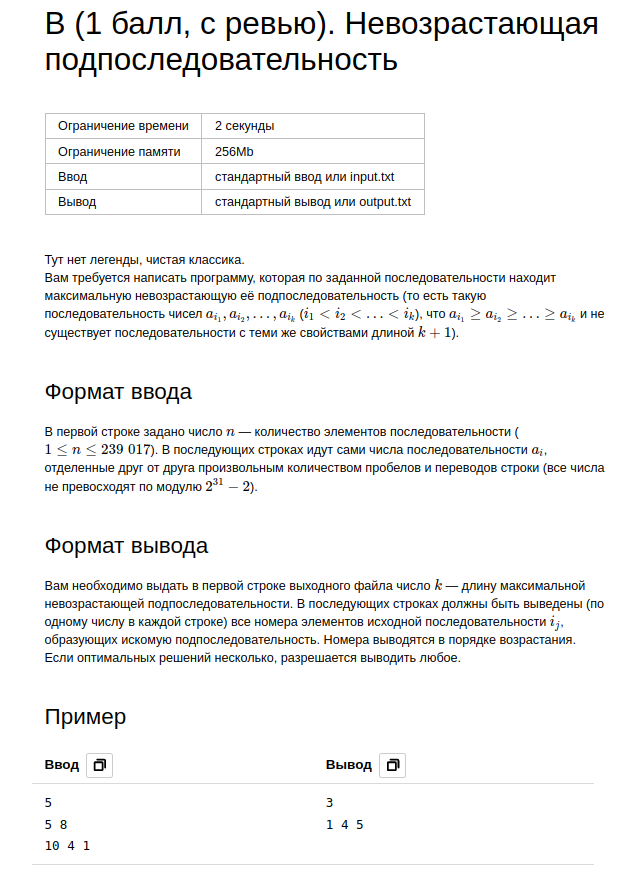 B (1 балл, с ревью). Невозрастающая
подпоследовательность
Ограничение времени 2 секунды
Ограничение памяти 256Mb
Ввод стандартный ввод или input.txt
Вывод стандартный вывод или output.txt
Тут нет легенды, чистая классика.
Вам требуется написать программу, которая по заданной последовательности находит
максимальную невозрастающую её подпоследовательность (то есть такую
последовательность чисел $a_{i_1}, a_{i_2}, \ldots, a_{i_k}$ ($i_1 < i_2 < \ldots < i_k$), что $a_{i_1} \geq a_{i_2} \geq \ldots \geq a_{i_k}$ и не
существует последовательности с теми же свойствами длиной $k + 1$).
Формат ввода
В первой строке задано число $n$ — количество элементов последовательности (
$1 \leq n \leq 239\ 017$). В последующих строках идут сами числа последовательности $a_i$,
отделенные друг от друга произвольным количеством пробелов и переводов строки (все числа
не превосходят по модулю $2^{31} - 2$).
Формат вывода
Вам необходимо выдать в первой строке выходного файла число $k$ — длину максимальной
невозрастающей подпоследовательности. В последующих строках должны быть выведены (по
одному числу в каждой строке) все номера элементов исходной последовательности $i_j$,
образующих искомую подпоследовательность. Номера выводятся в порядке возрастания.
Если оптимальных решений несколько, разрешается выводить любое.
Пример
Ввод Вывод
5 3
5 8 1 4 5
10 4 1